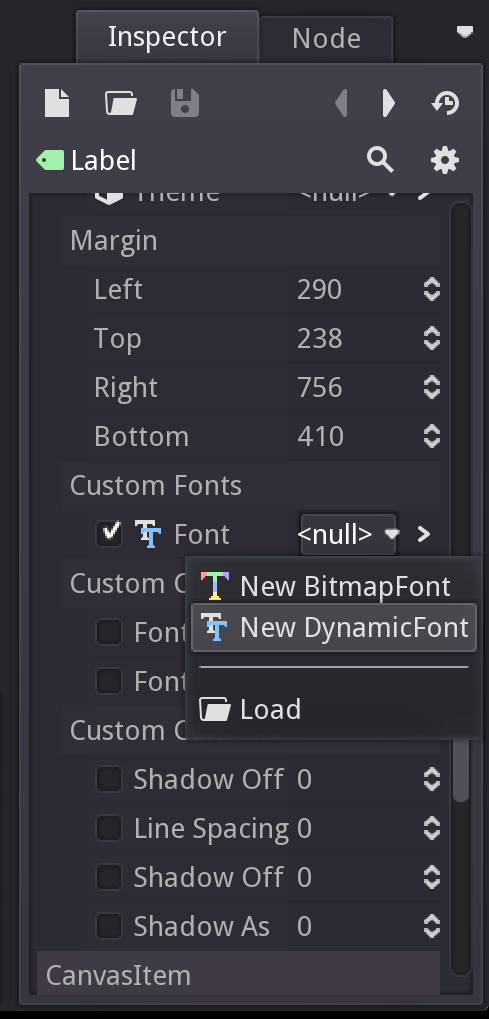 Inspector Node
Label
Theme <null>
Margin
Left 290
Top 238
Right 756
Bottom 410
Custom Fonts
Font <null>
New BitmapFont
Custom C
New DynamicFont
Font
Font
Load
Custom C
Shadow Off 0
Line Spacing 0
Shadow Off 0
Shadow As 0
CanvasItem